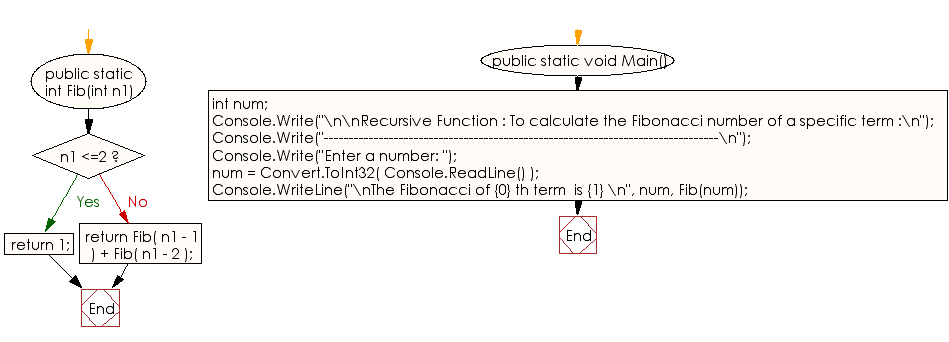 public static
int Fib(int n1)
n1 <=2 ?
Yes
No
return 1;
return Fib( n1 - 1
) + Fib( n1 - 2 );
End
public static void Main()
int num;
Console.Write("\n\nRecursive Function : To calculate the Fibonacci number of a specific term :\n");
Console.Write("--------------------------------------------------------------------------------\n");
Console.Write("Enter a number: ");
num = Convert.ToInt32( Console.ReadLine() );
Console.WriteLine("\nThe Fibonacci of {0} th term  is {1} \n", num, Fib(num));
End